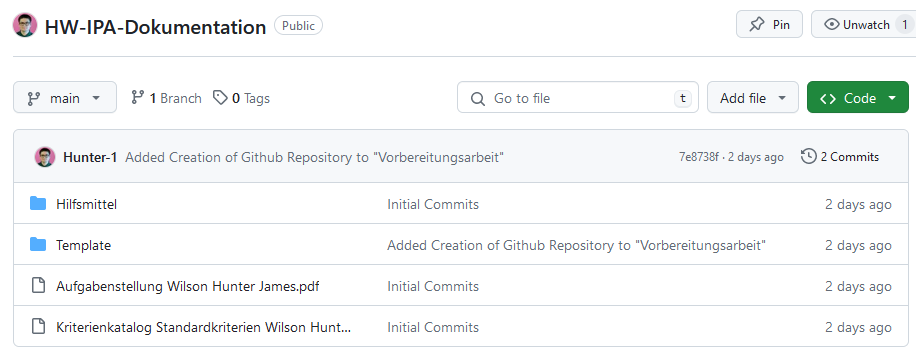 HW-IPA-Dokumentation Public Pin Unwatch 1
main 1 Branch 0 Tags Go to file t Add file <> Code
Hunter-1 Added Creation of Github Repository to "Vorbereitungsarbeit" 7e8738f · 2 days ago 2 Commits
Hilfsmittel Initial Commits 2 days ago
Template Added Creation of Github Repository to "Vorbereitungsarbeit" 2 days ago
Aufgabenstellung Wilson Hunter James.pdf Initial Commits 2 days ago
Kriterienkatalog Standardkriterien Wilson Hunt... Initial Commits 2 days ago